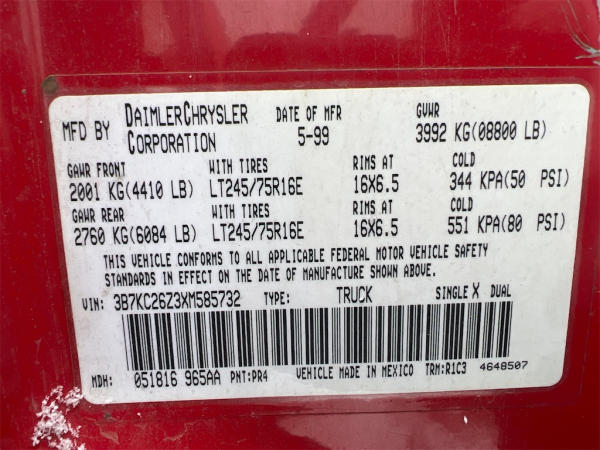 MFD BY DAIMLERCHRYSLER CORPORATION DATE OF MFR 5-99 GVWR 3992 KG(08800 LB)
GAWR FRONT WITH TIRES RIMS AT COLD
2001 KG(4410 LB) LT245/75R16E 16X6.5 344 KPA(50 PSI)
GAWR REAR WITH TIRES RIMS AT COLD
2760 KG(6084 LB) LT245/75R16E 16X6.5 551 KPA(80 PSI)
THIS VEHICLE CONFORMS TO ALL APPLICABLE FEDERAL MOTOR VEHICLE SAFETY
STANDARDS IN EFFECT ON THE DATE OF MANUFACTURE SHOWN ABOVE.
VIN: 3B7KC26Z3XM585732 TYPE: TRUCK SINGLE X DUAL
MDH: 051816 965AA PNT:PR4 VEHICLE MADE IN MEXICO TRM:R1C3 4648507